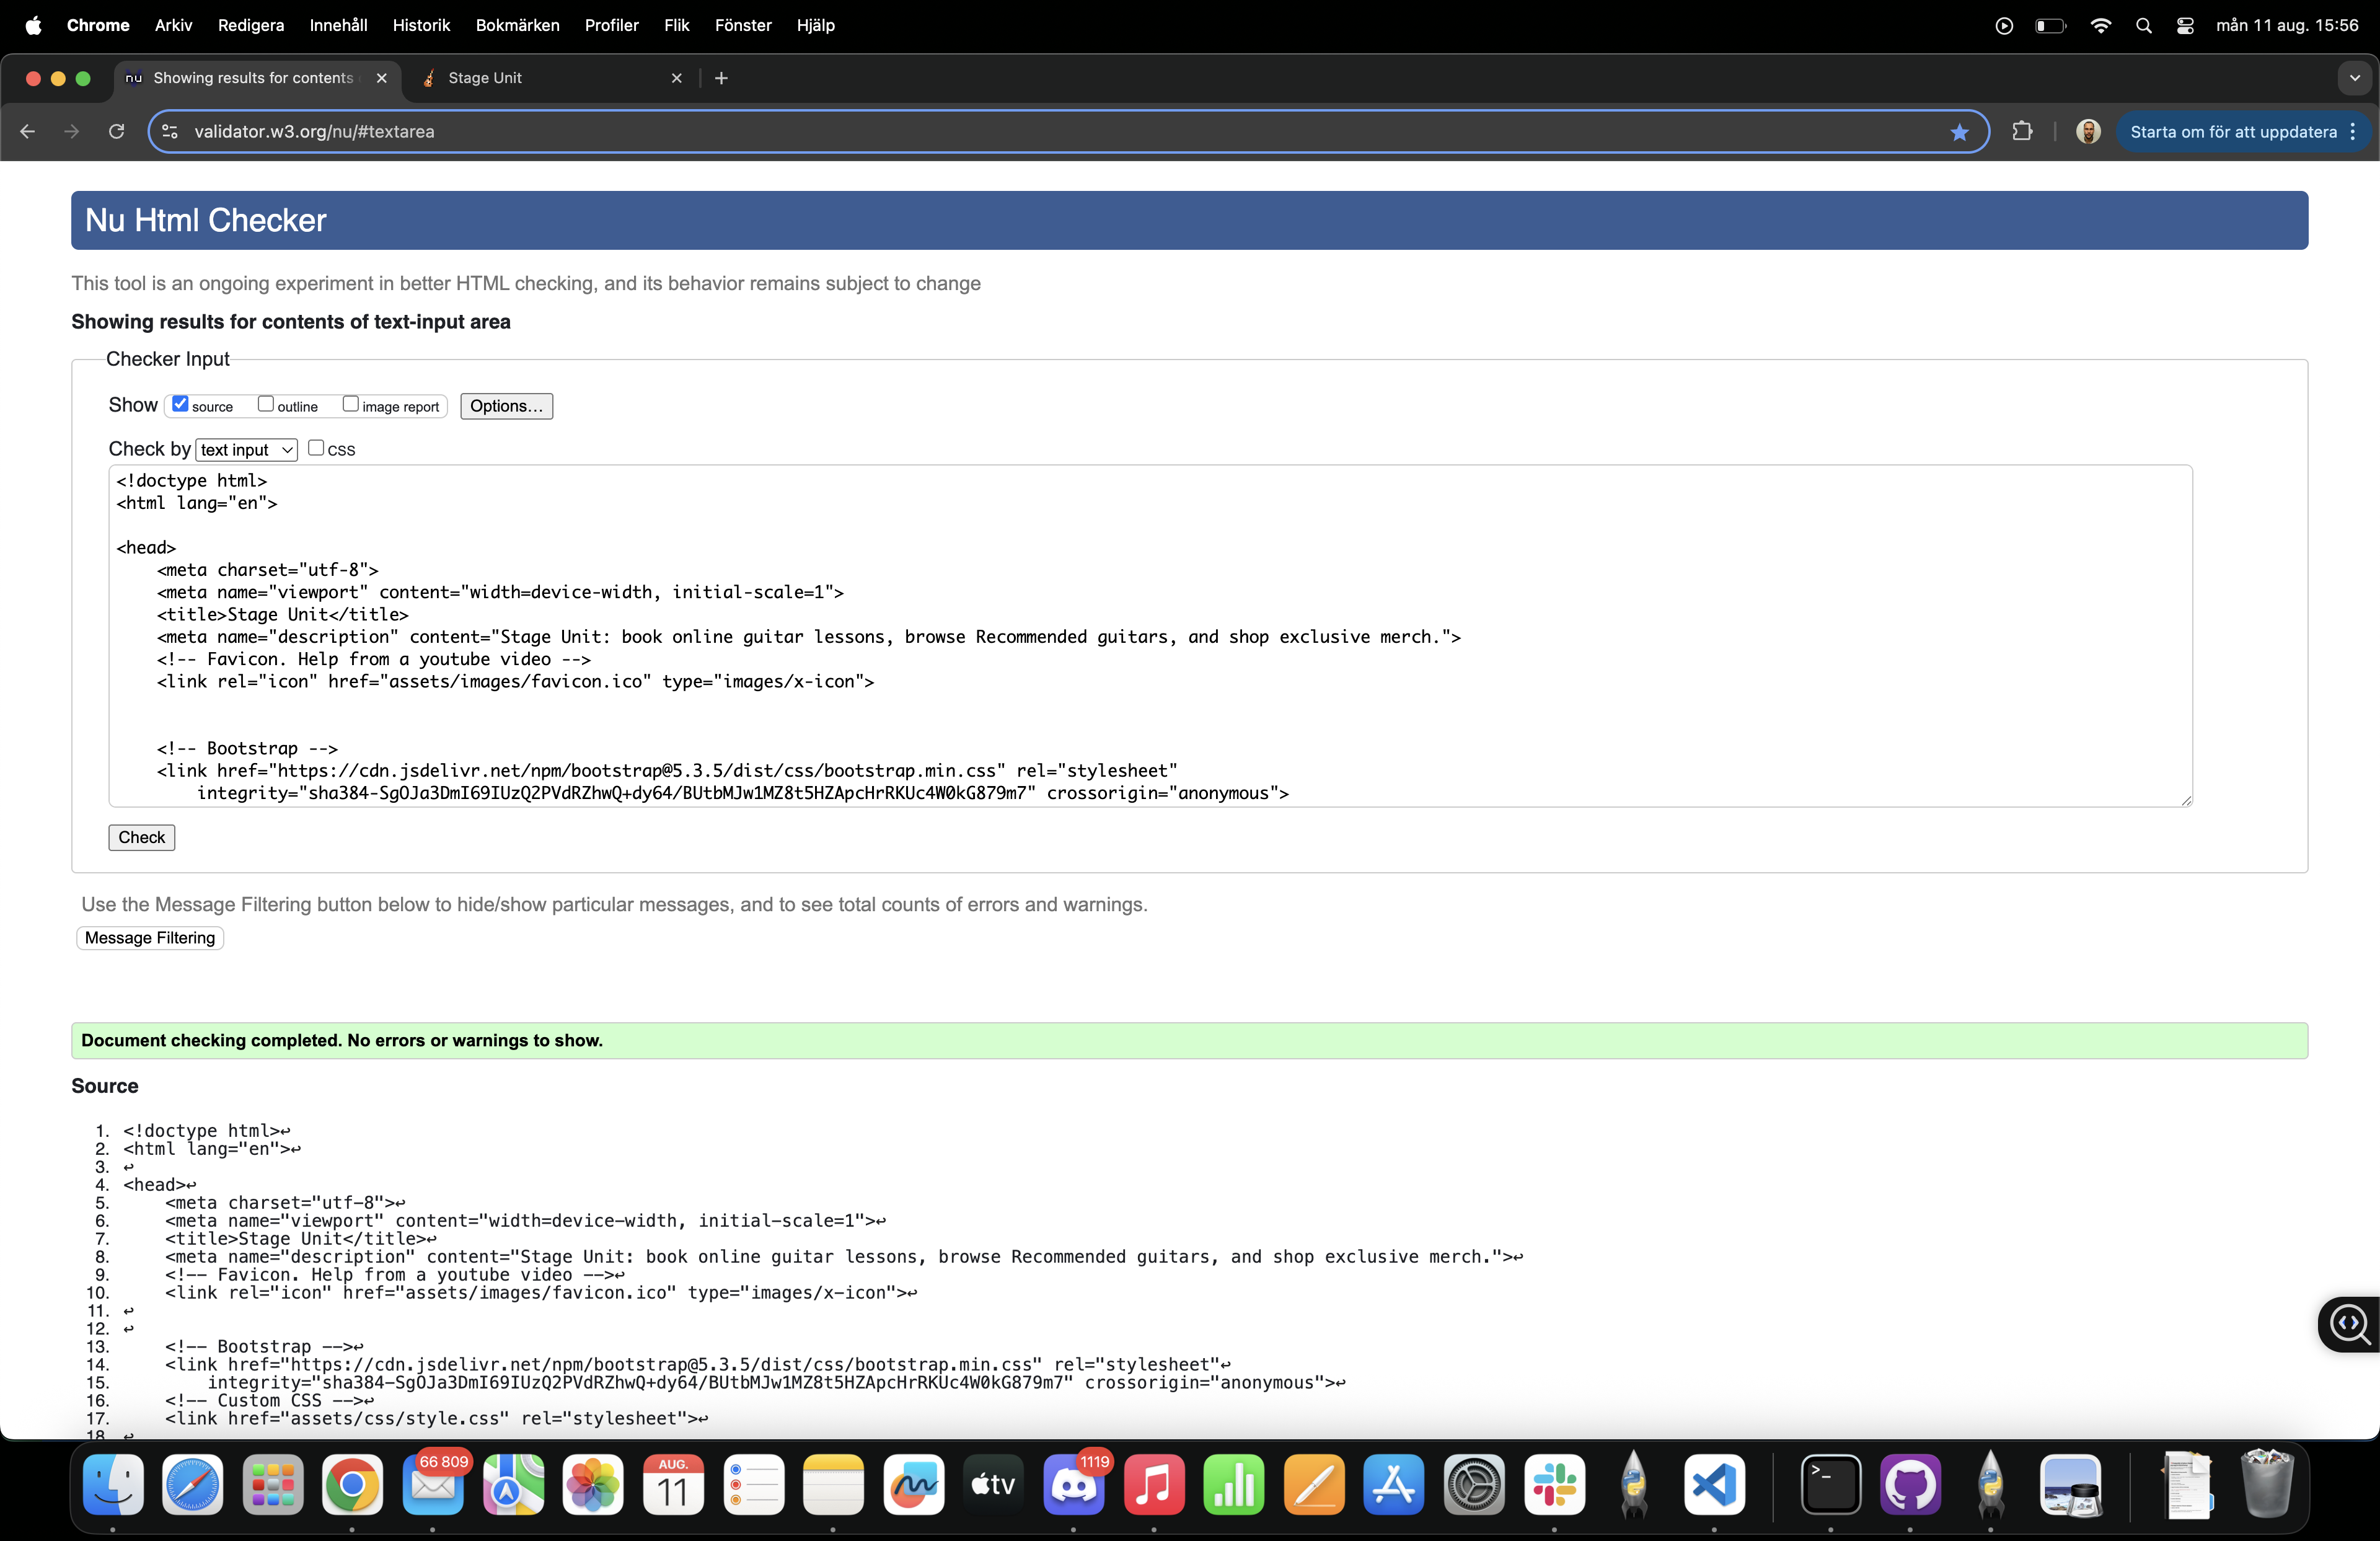 Chrome Arkiv Redigera Innehåll Historik Bokmärken Profiler Flik Fönster Hjälp mån 11 aug. 15:56
nu Showing results for contents Stage Unit
validator.w3.org/nu/#textarea Starta om för att uppdatera
Nu Html Checker
This tool is an ongoing experiment in better HTML checking, and its behavior remains subject to change
Showing results for contents of text-input area
Checker Input
Show source outline image report Options...
Check by text input CSS
<!doctype html>
<html lang="en">
<head>
<meta charset="utf-8">
<meta name="viewport" content="width=device-width, initial-scale=1">
<title>Stage Unit</title>
<meta name="description" content="Stage Unit: book online guitar lessons, browse Recommended guitars, and shop exclusive merch.">
<!-- Favicon. Help from a youtube video -->
<link rel="icon" href="assets/images/favicon.ico" type="images/x-icon">
<!-- Bootstrap -->
<link href="https://cdn.jsdelivr.net/npm/bootstrap@5.3.5/dist/css/bootstrap.min.css" rel="stylesheet"
integrity="sha384-SgOJa3DmI69IUzQ2PVdRZhwQ+dy64/BUtbMJw1MZ8t5HZApcHrRKUc4W0kG879m7" crossorigin="anonymous">
Check
Use the Message Filtering button below to hide/show particular messages, and to see total counts of errors and warnings.
Message Filtering
Document checking completed. No errors or warnings to show.
Source
1. <!doctype html>↩
2. <html lang="en">↩
3. ↩
4. <head>↩
5. <meta charset="utf-8">↩
6. <meta name="viewport" content="width=device-width, initial-scale=1">↩
7. <title>Stage Unit</title>↩
8. <meta name="description" content="Stage Unit: book online guitar lessons, browse Recommended guitars, and shop exclusive merch.">↩
9. <!-- Favicon. Help from a youtube video -->↩
10. <link rel="icon" href="assets/images/favicon.ico" type="images/x-icon">↩
11. ↩
12. ↩
13. <!-- Bootstrap -->↩
14. <link href="https://cdn.jsdelivr.net/npm/bootstrap@5.3.5/dist/css/bootstrap.min.css" rel="stylesheet"↩
15. integrity="sha384-SgOJa3DmI69IUzQ2PVdRZhwQ+dy64/BUtbMJw1MZ8t5HZApcHrRKUc4W0kG879m7" crossorigin="anonymous">↩
16. <!-- Custom CSS -->↩
17. <link href="assets/css/style.css" rel="stylesheet">↩
18. ↩
66 809 AUG. 11 tv 1119